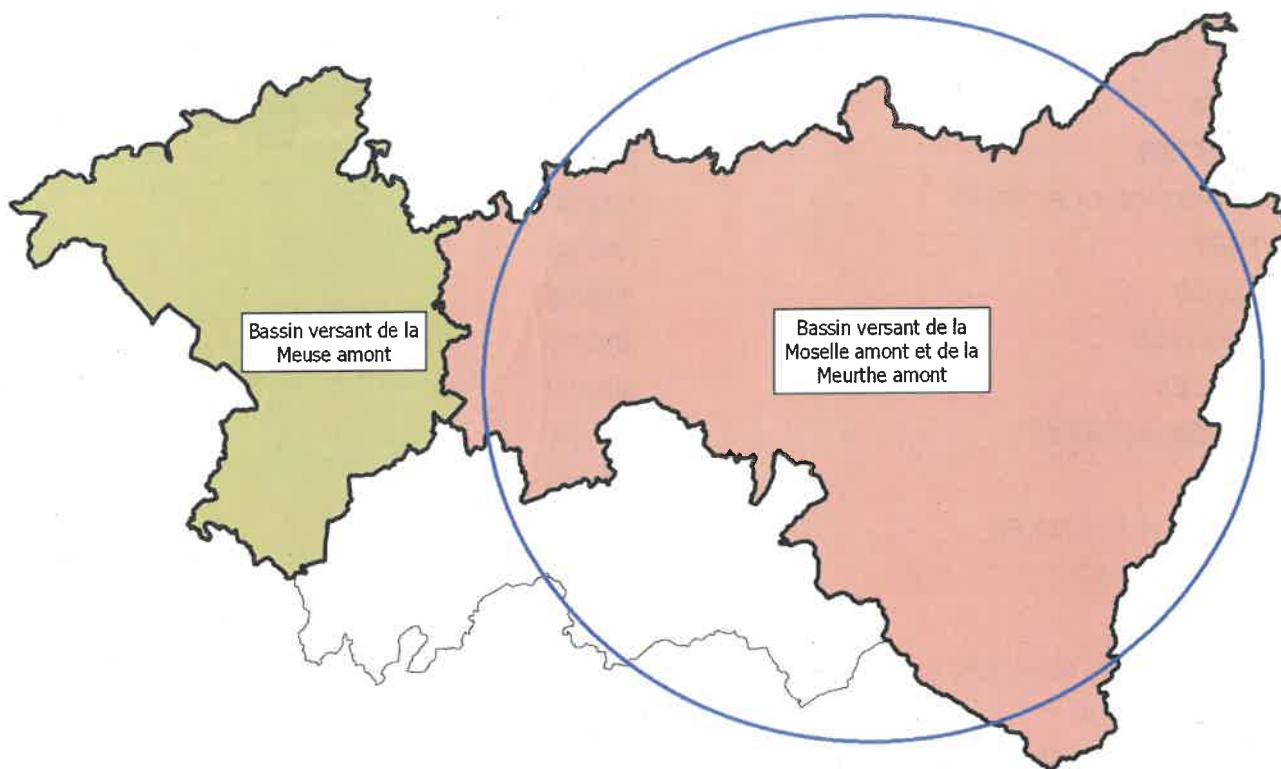 Bassin versant de la
Meuse amont
Bassin versant de la
Moselle amont et de la
Meurthe amont